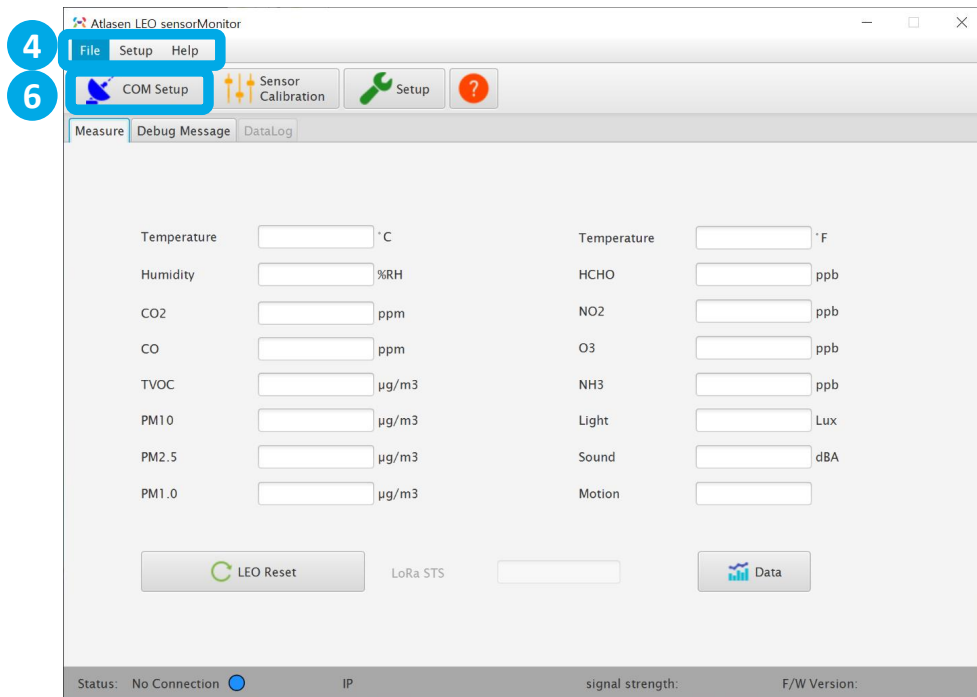 Atlasen LEO sensorMonitor
4
File Setup Help
6
COM Setup
Sensor
Calibration
Setup
?
Measure Debug Message DataLog
Temperature °C Temperature °F
Humidity %RH HCHO ppb
CO2 ppm NO2 ppb
CO ppm O3 ppb
TVOC μg/m3 NH3 ppb
PM10 μg/m3 Light Lux
PM2.5 μg/m3 Sound dBA
PM1.0 μg/m3 Motion
LEO Reset LoRa STS Data
Status: No Connection IP signal strength: F/W Version: